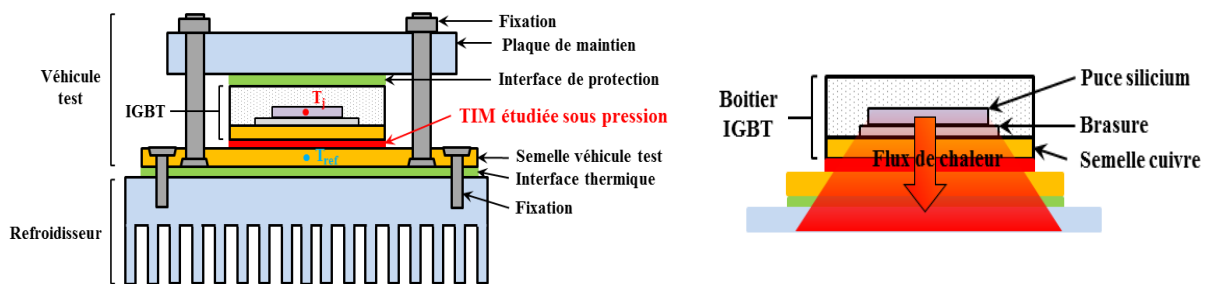 Véhicule
test
IGBT
Refroidisseur
Fixation
Plaque de maintien
Interface de protection
Tj
TIM étudiée sous pression
Tref
Semelle véhicule test
Interface thermique
Fixation
Boitier
IGBT
Puce silicium
Brasure
Semelle cuivre
Flux de chaleur